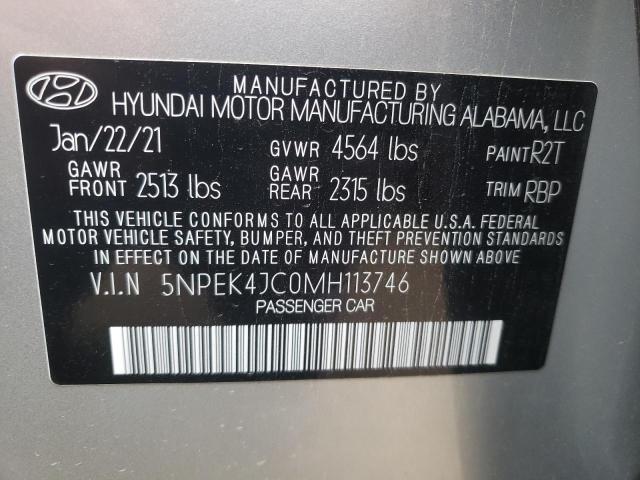 MANUFACTURED BY
HYUNDAI MOTOR MANUFACTURING ALABAMA, LLC
Jan/22/21 GVWR 4564 lbs PAINT R2T
GAWR FRONT 2513 lbs GAWR REAR 2315 lbs TRIM RBP
THIS VEHICLE CONFORMS TO ALL APPLICABLE U.S.A. FEDERAL
MOTOR VEHICLE SAFETY, BUMPER, AND THEFT PREVENTION STANDARDS
IN EFFECT ON THE DATE OF MANUFACTURE SHOWN ABOVE
V.I.N 5NPEK4JC0MH113746
PASSENGER CAR